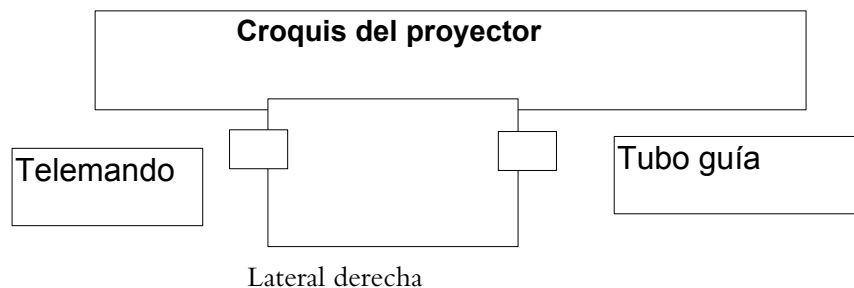 Croquis del proyector
Telemando
Tubo guía
Lateral derecha